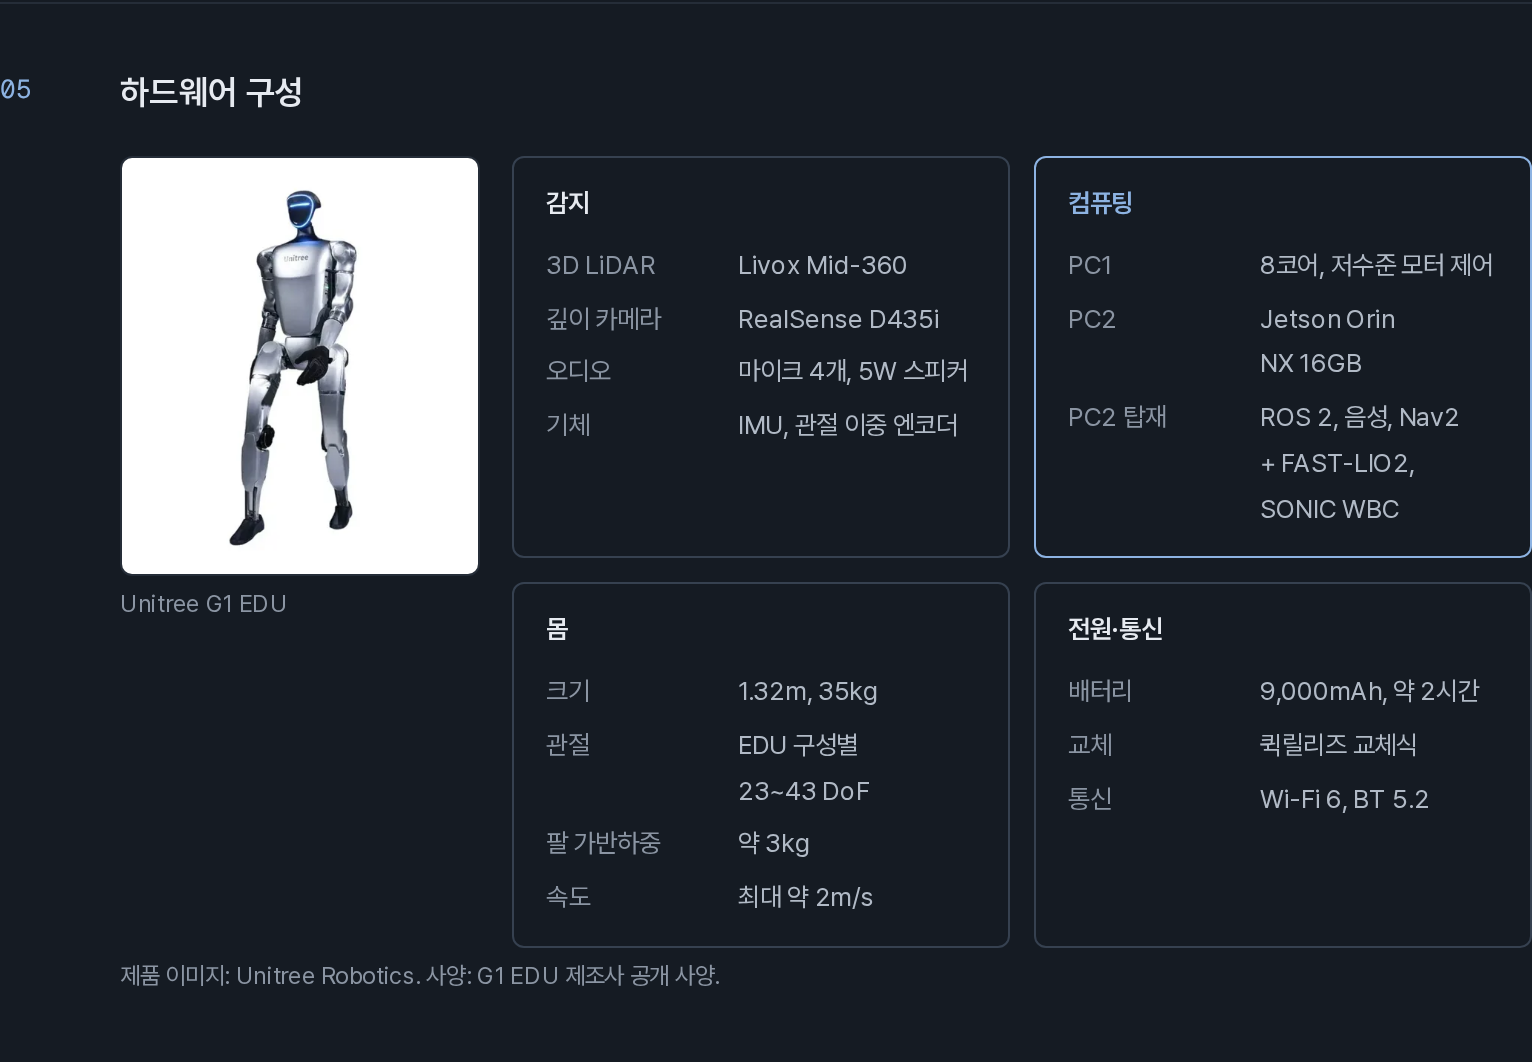 05
하드웨어 구성
Unitree
Unitree G1 EDU
감지
3D LiDAR Livox Mid-360
깊이 카메라 RealSense D435i
오디오 마이크 4개, 5W 스피커
기체 IMU, 관절 이중 엔코더
컴퓨팅
PC1 8코어, 저수준 모터 제어
PC2 Jetson Orin
NX 16GB
PC2 탑재 ROS 2, 음성, Nav2
+ FAST-LIO2,
SONIC WBC
몸
크기 1.32m, 35kg
관절 EDU 구성별
23~43 DoF
팔 가반하중 약 3kg
속도 최대 약 2m/s
전원·통신
배터리 9,000mAh, 약 2시간
교체 퀵릴리즈 교체식
통신 Wi-Fi 6, BT 5.2
제품 이미지: Unitree Robotics. 사양: G1 EDU 제조사 공개 사양.